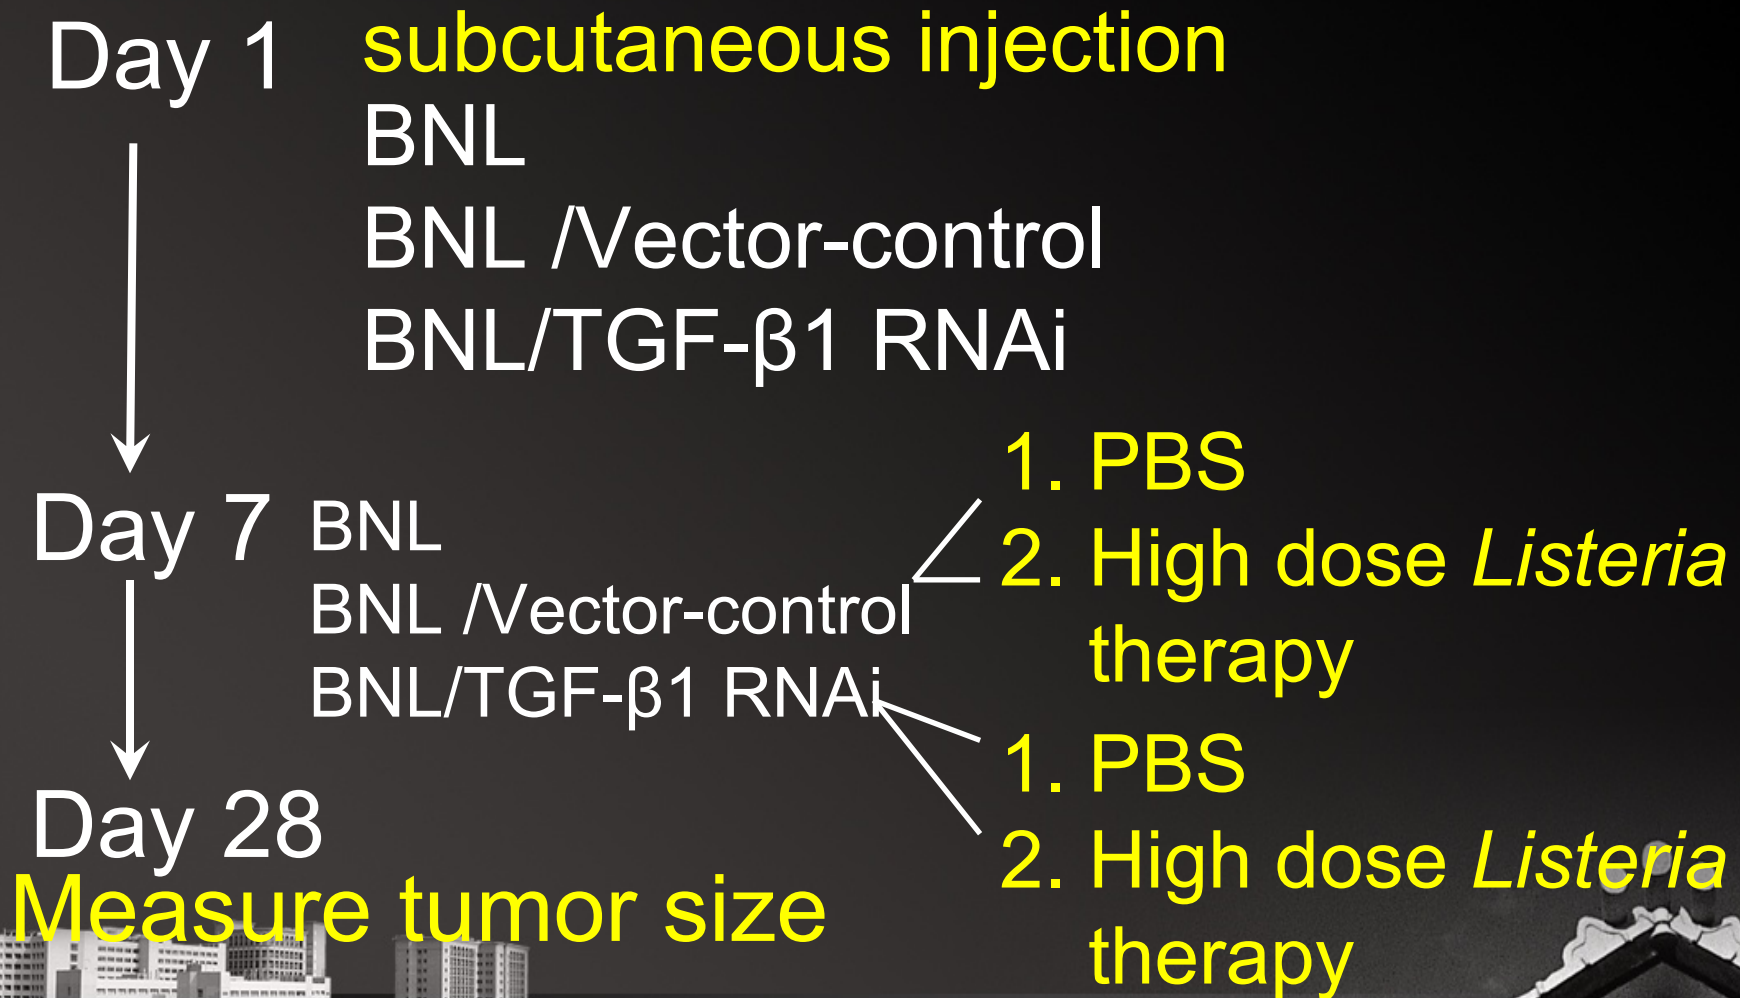 Day 1
subcutaneous injection
BNL
BNL /Vector-control
BNL/TGF-β1 RNAi
Day 7
BNL
BNL /Vector-control
BNL/TGF-β1 RNAi
1. PBS
2. High dose Listeria
therapy
1. PBS
2. High dose Listeria
therapy
Day 28
Measure tumor size